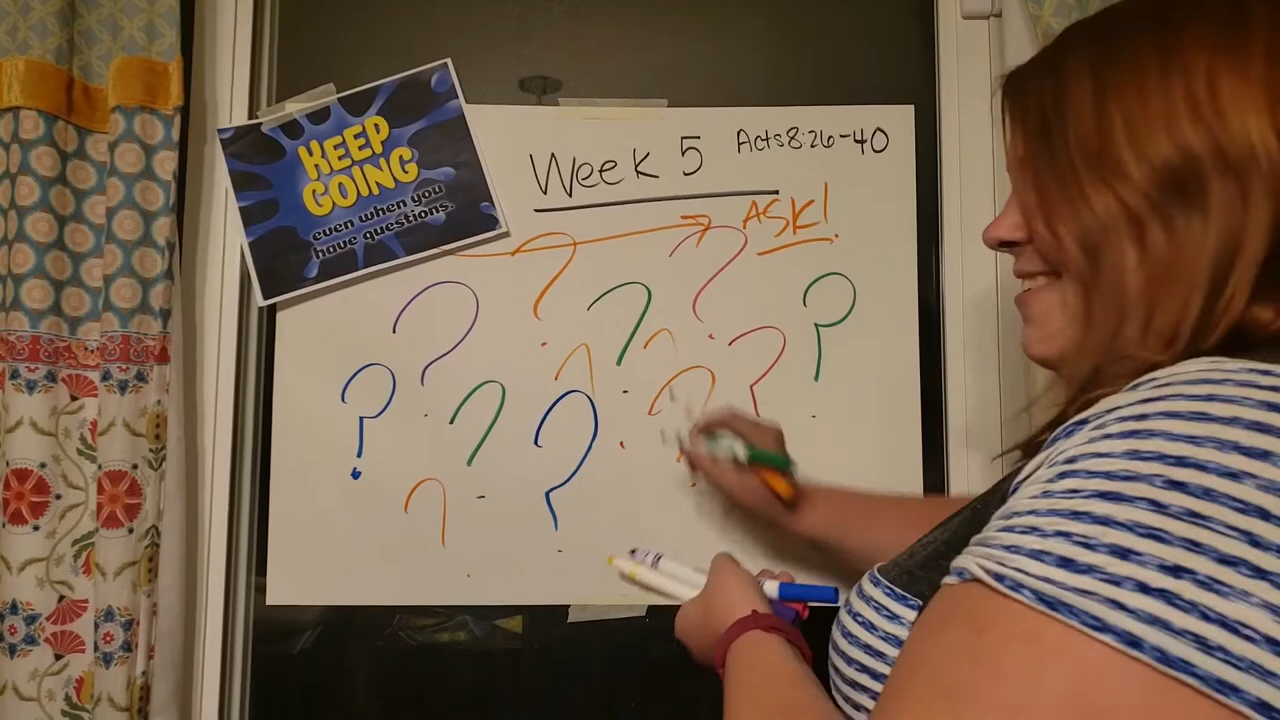 KEEP
GOING
even when you
have questions.
Week 5
Acts 8:26-40
ASK!
? ? ? ? ? ? ? ? ? ? ? ? ?